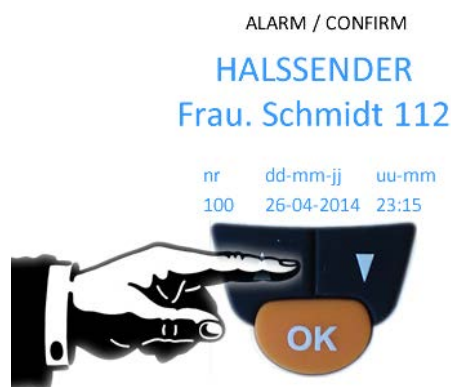 ALARM / CONFIRM
HALSSENDER
Frau. Schmidt 112
nr dd-mm-jj uu-mm
100 26-04-2014 23:15
OK